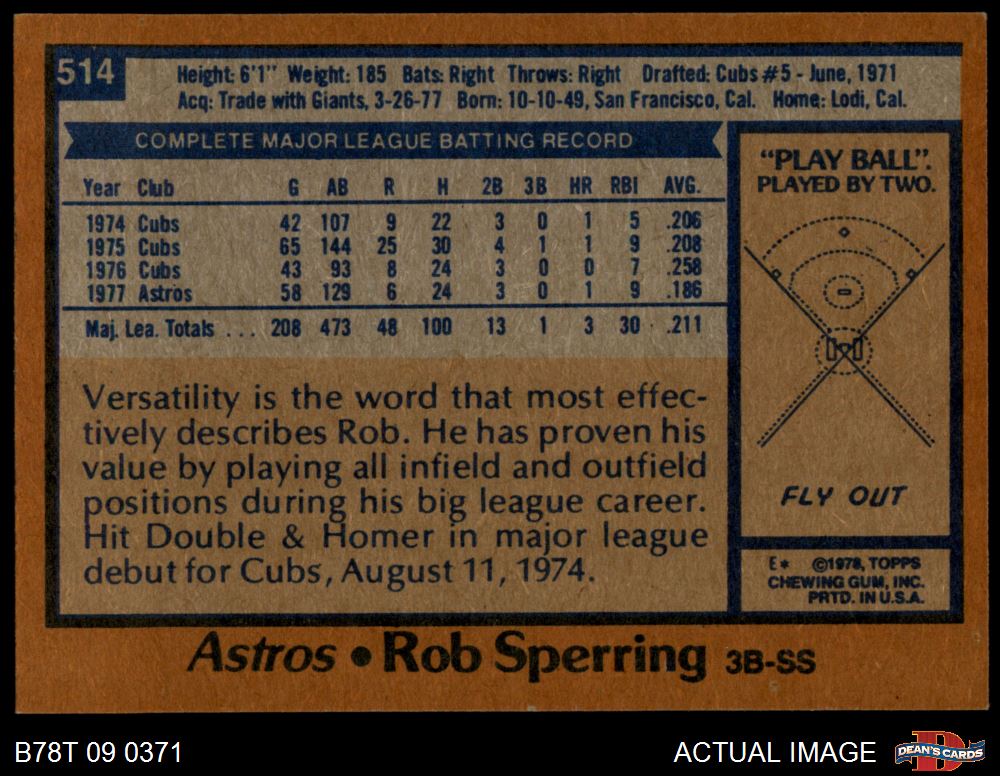 514
Height: 6'1" Weight: 185 Bats: Right Throws: Right Drafted: Cubs #5 - June, 1971
Acq: Trade with Giants, 3-26-77 Born: 10-10-49, San Francisco, Cal. Home: Lodi, Cal.
COMPLETE MAJOR LEAGUE BATTING RECORD
Year Club G AB R H 2B 3B HR RBI AVG.
1974 Cubs 42 107 9 22 3 0 1 5 .206
1975 Cubs 65 144 25 30 4 1 1 9 .208
1976 Cubs 43 93 8 24 3 0 0 7 .258
1977 Astros 58 129 6 24 3 0 1 9 .186
Maj. Lea. Totals . . . 208 473 48 100 13 1 3 30 .211
Versatility is the word that most effec-
tively describes Rob. He has proven his
value by playing all infield and outfield
positions during his big league career.
Hit Double & Homer in major league
debut for Cubs, August 11, 1974.
"PLAY BALL".
PLAYED BY TWO.
FLY OUT
E* ©1978, TOPPS
CHEWING GUM, INC.
PRTD. IN U.S.A.
Astros • Rob Sperring 3B-SS
B78T 09 0371
ACTUAL IMAGE
D
DEAN'S CARDS